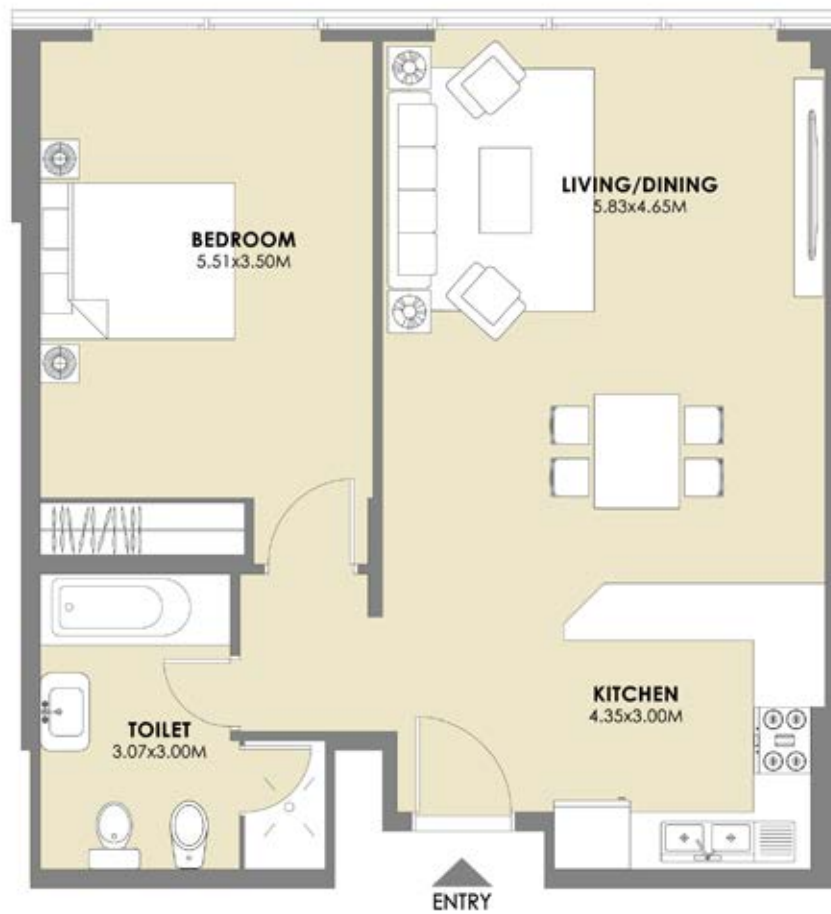 LIVING/DINING
5.83x4.65M
BEDROOM
5.51x3.50M
KITCHEN
4.35x3.00M
TOILET
3.07x3.00M
ENTRY